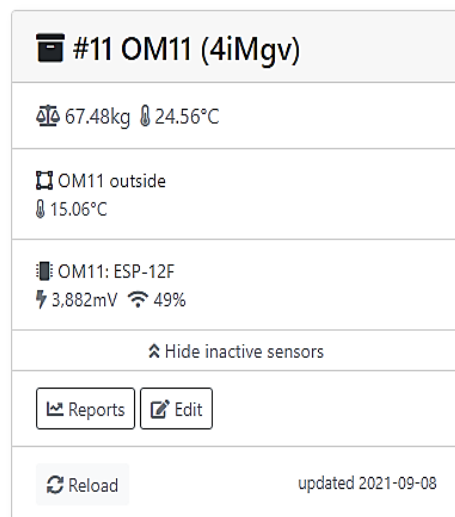 #11 OM11 (4iMgv)
67.48kg 24.56°C
OM11 outside
15.06°C
OM11: ESP-12F
3,882mV 49%
Hide inactive sensors
Reports Edit
Reload updated 2021-09-08